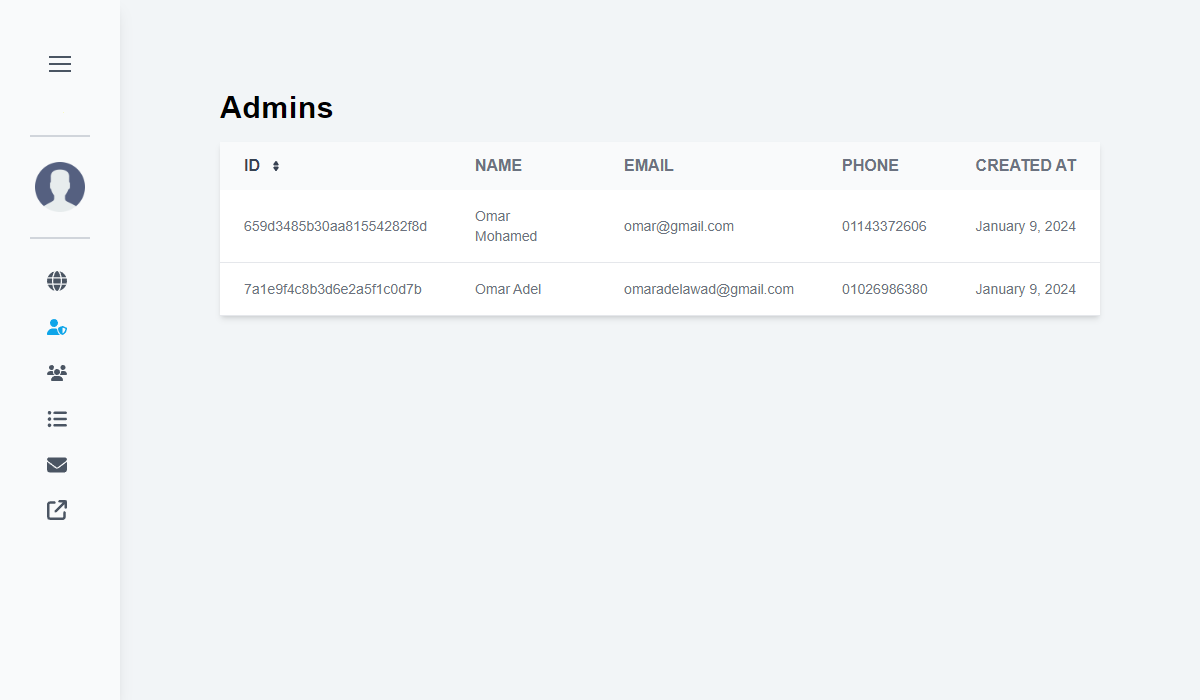 Admins
ID NAME EMAIL PHONE CREATED AT
659d3485b30aa81554282f8d Omar Mohamed omar@gmail.com 01143372606 January 9, 2024
7a1e9f4c8b3d6e2a5f1c0d7b Omar Adel omaradelawad@gmail.com 01026986380 January 9, 2024